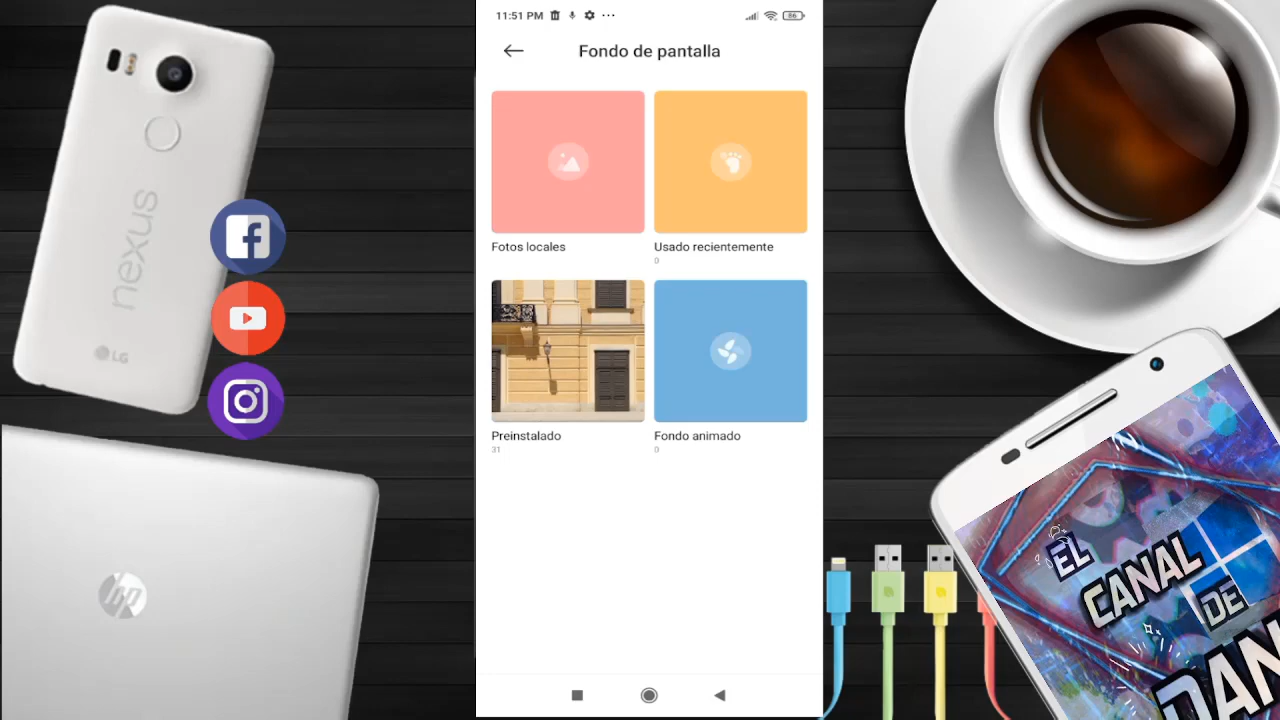 11:51 PM
86
Fondo de pantalla
Fotos locales
Usado recientemente
0
Preinstalado
31
Fondo animado
0
nexus
LG
hp
EL
CANAL
DE
DAN